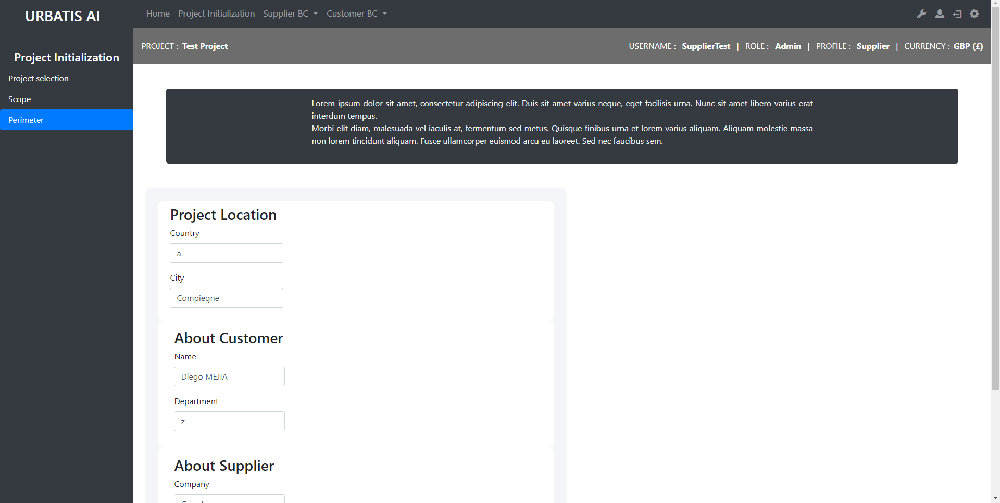 URBATIS AI
Home Project Initialization Supplier BC Customer BC
Project Initialization
Project selection
Scope
Perimeter
PROJECT : Test Project
USERNAME : SupplierTest | ROLE : Admin | PROFILE : Supplier | CURRENCY : GBP (£)
Lorem ipsum dolor sit amet, consectetur adipiscing elit. Duis sit amet varius neque, eget facilisis urna. Nunc sit amet libero varius erat
interdum tempus.
Morbi elit diam, malesuada vel iaculis at, fermentum sed metus. Quisque finibus urna et lorem varius aliquam. Aliquam molestie massa
non lorem tincidunt aliquam. Fusce ullamcorper euismod arcu eu laoreet. Sed nec faucibus sem.
Project Location
Country
a
City
Compiegne
About Customer
Name
Diego MEJIA
Department
z
About Supplier
Company